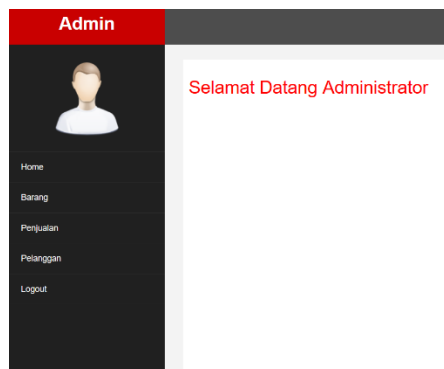 Admin
Selamat Datang Administrator
Home
Barang
Penjualan
Pelanggan
Logout